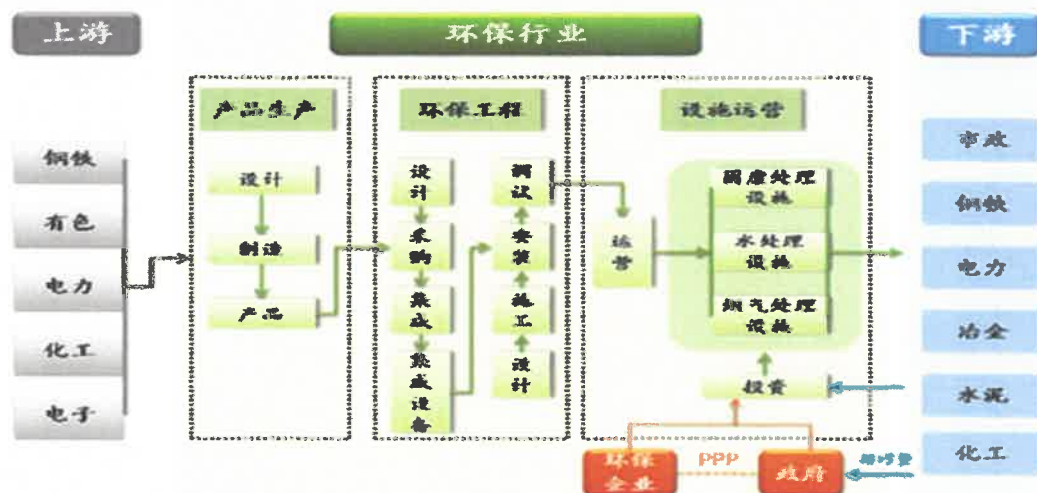 上游
环保行业
下游
产品生产
环保工程
设施运营
钢铁
有色
电力
化工
电子
设计
制造
产品
设计
采购
集成
集成设备
调试
安装
施工
设计
运营
固废处理
设施
水处理
设施
烟气处理
设施
投资
环保
企业
PPP
政府
排污费
市政
钢铁
电力
冶金
水泥
化工